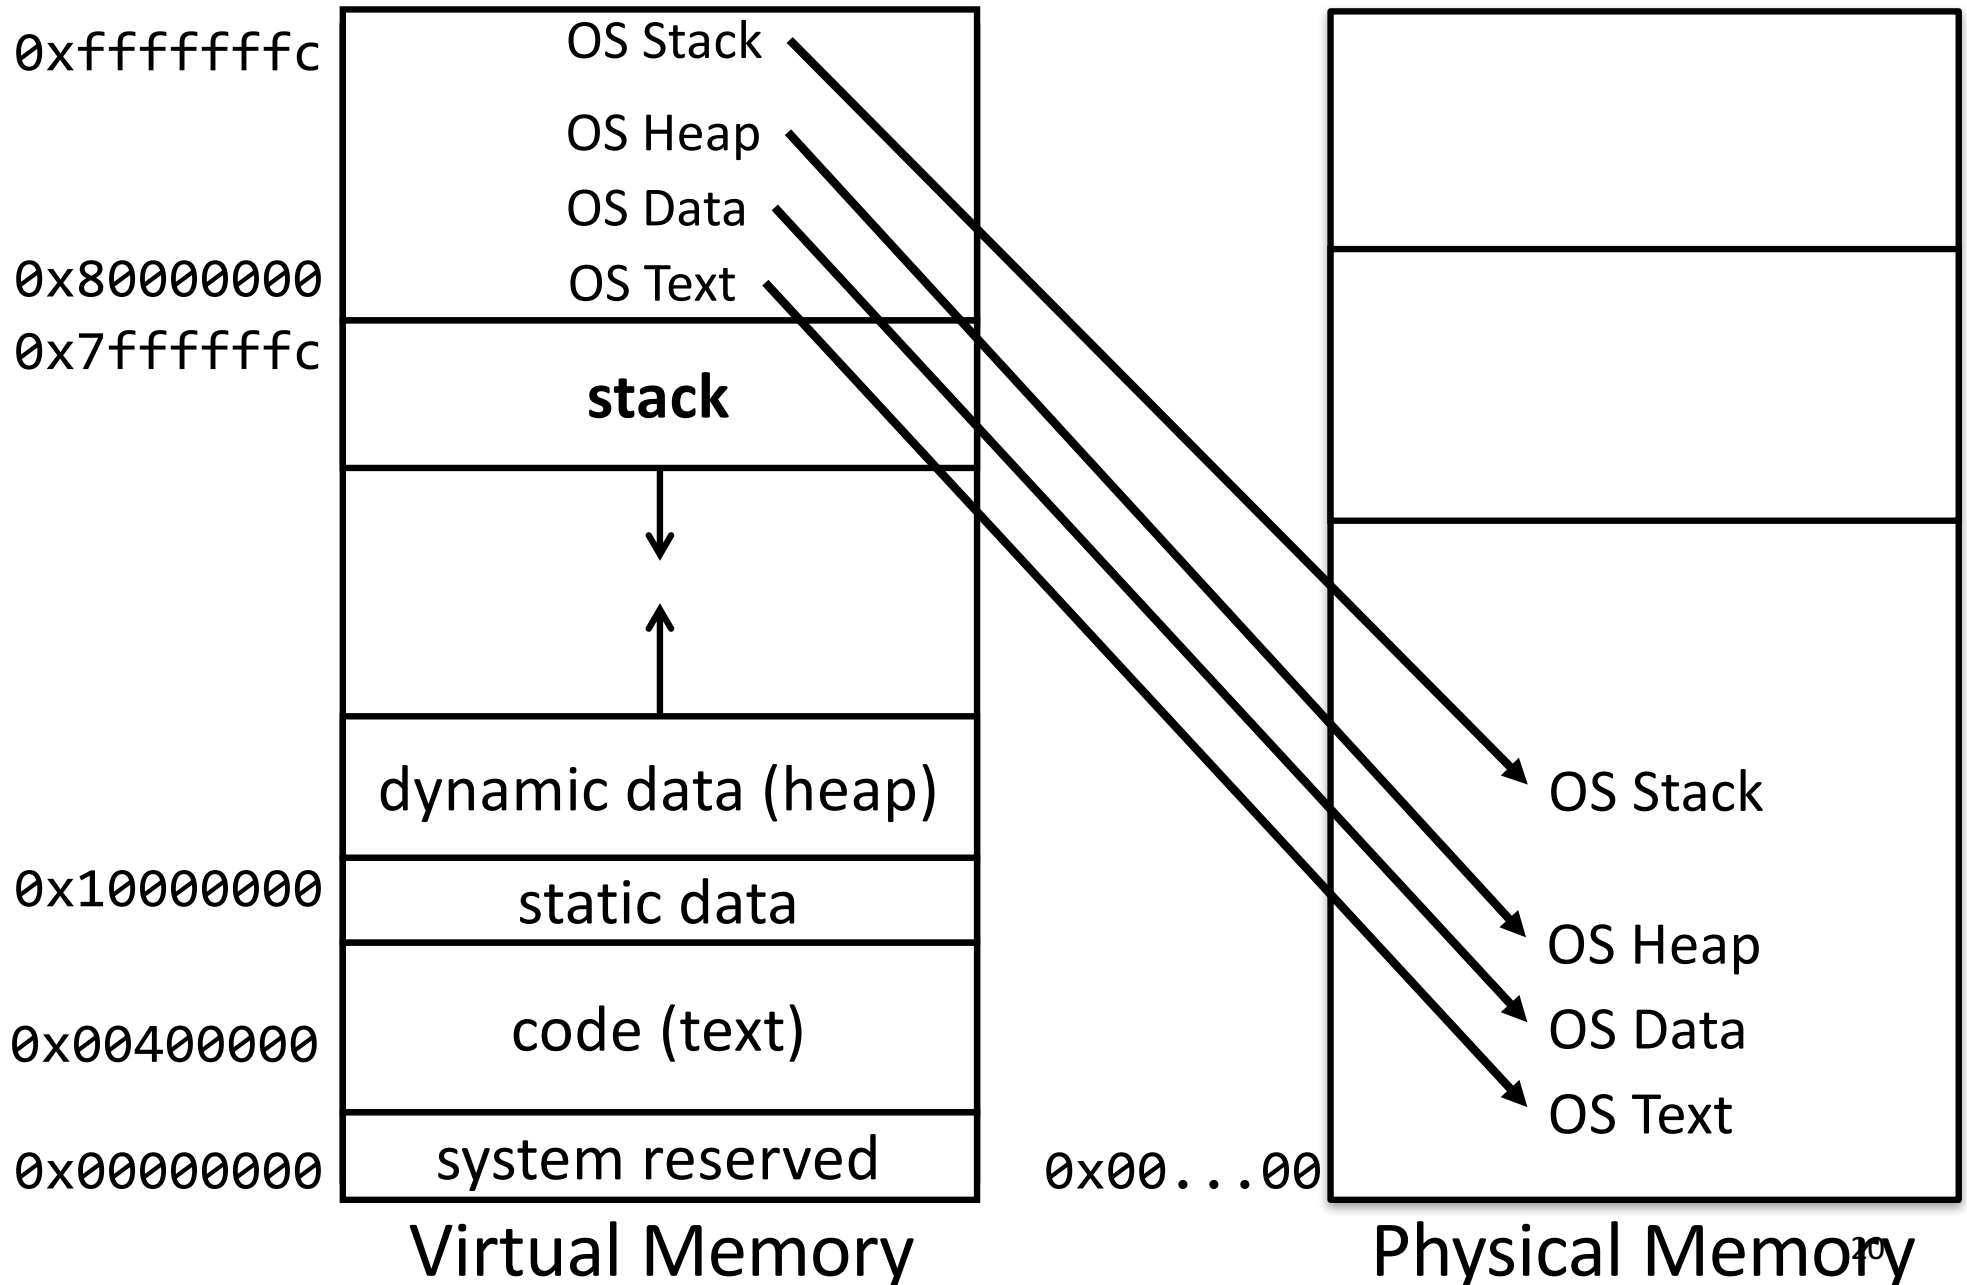 0xfffffffc
OS Stack
OS Heap
OS Data
0x80000000
OS Text
0x7ffffffc
stack
dynamic data (heap)
0x10000000
static data
code (text)
0x00400000
system reserved
0x00000000
Virtual Memory
OS Stack
OS Heap
OS Data
OS Text
0x00...00
Physical Memory
20